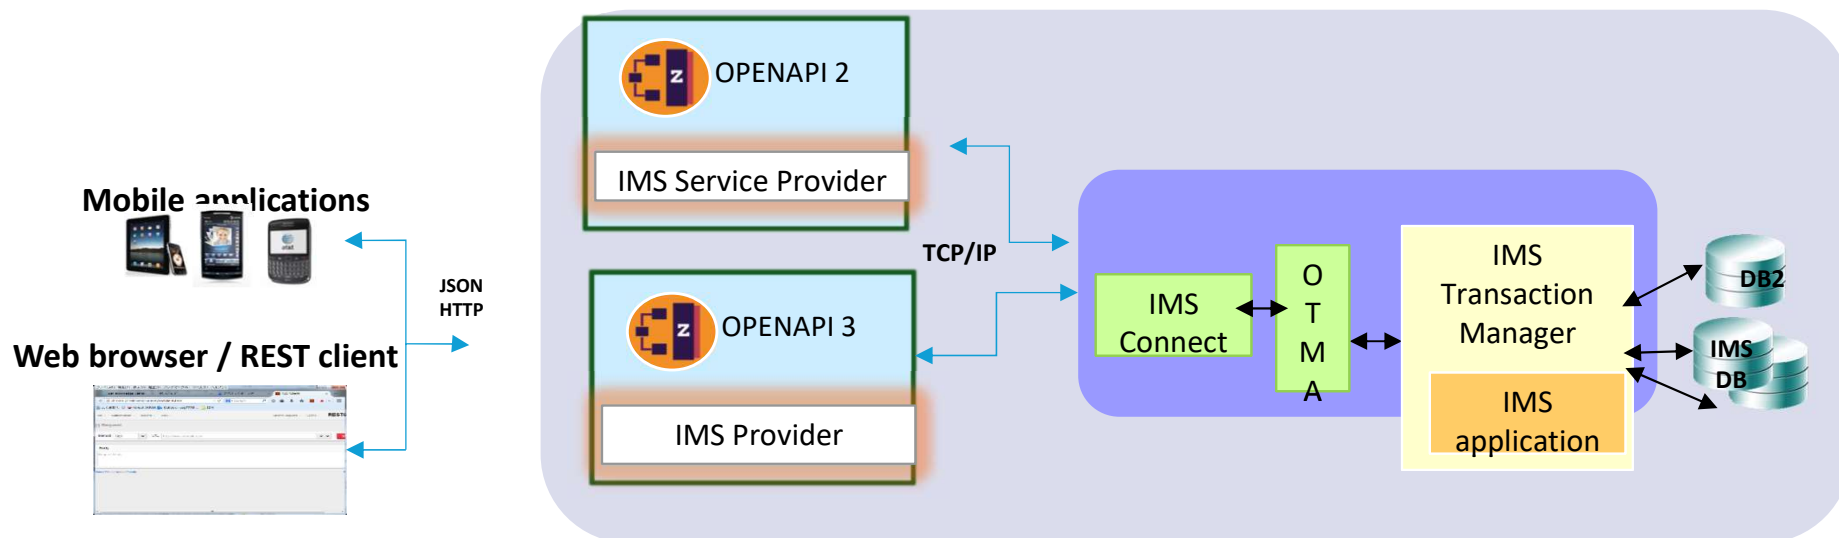 Mobile applications
JSON
HTTP
Web browser / REST client
OPENAPI 2
Z
IMS Service Provider
TCP/IP
OPENAPI 3
Z
IMS Provider
IMS
Connect
O
T
M
A
IMS
Transaction
Manager
IMS
application
DB2
IMS
DB